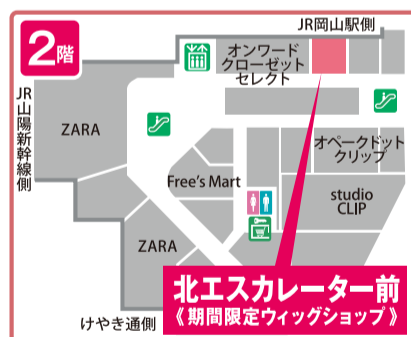 2階
JR岡山駅側
オンワード
クローゼット
セレクト
JR山陽新幹線側
ZARA
オペークドット
クリップ
Free's Mart
studio
CLIP
ZARA
北エスカレーター前
《期間限定ウィッグショップ》
けやき通側